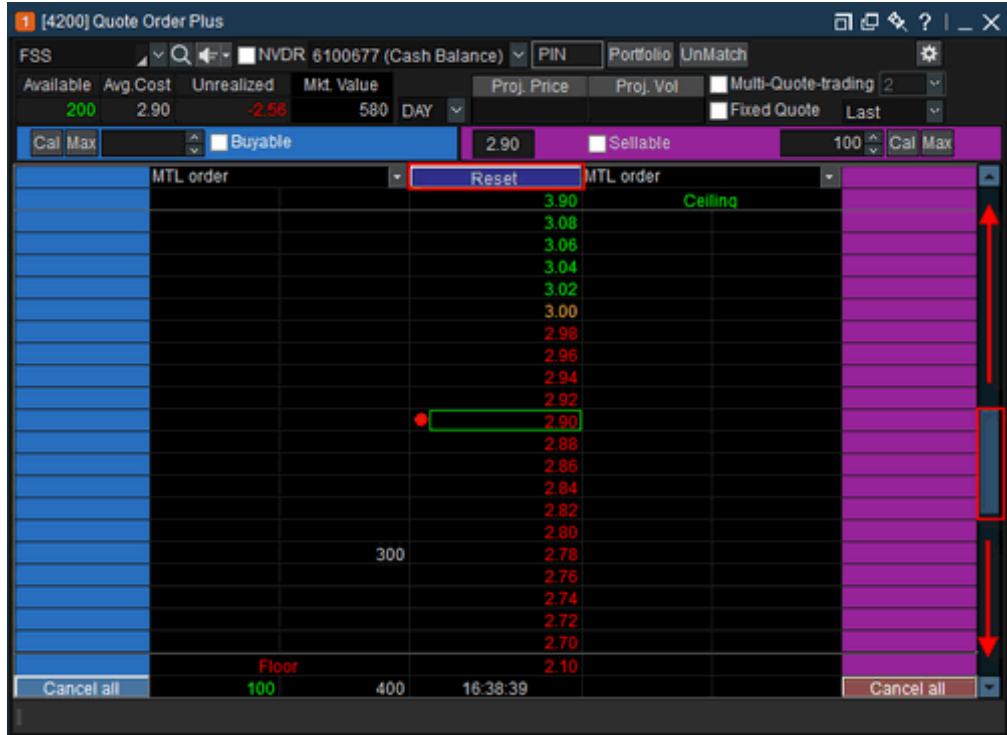 1 [4200] Quote Order Plus
FSS NVDR 6100677 (Cash Balance) PIN Portfolio UnMatch
Available Avg.Cost Unrealized Mkt. Value Proj. Price Proj. Vol Multi-Quote-trading 2
200 2.90 -2.56 580 DAY Fixed Quote Last
Cal Max Buyable 2.90 Sellable 100 Cal Max
MTL order Reset MTL order
3.90 Ceiling
3.08
3.06
3.04
3.02
3.00
2.98
2.96
2.94
2.92
2.90
2.88
2.86
2.84
2.82
2.80
300 2.78
2.76
2.74
2.72
2.70
Floor 2.10
Cancel all 100 400 16:38:39 Cancel all